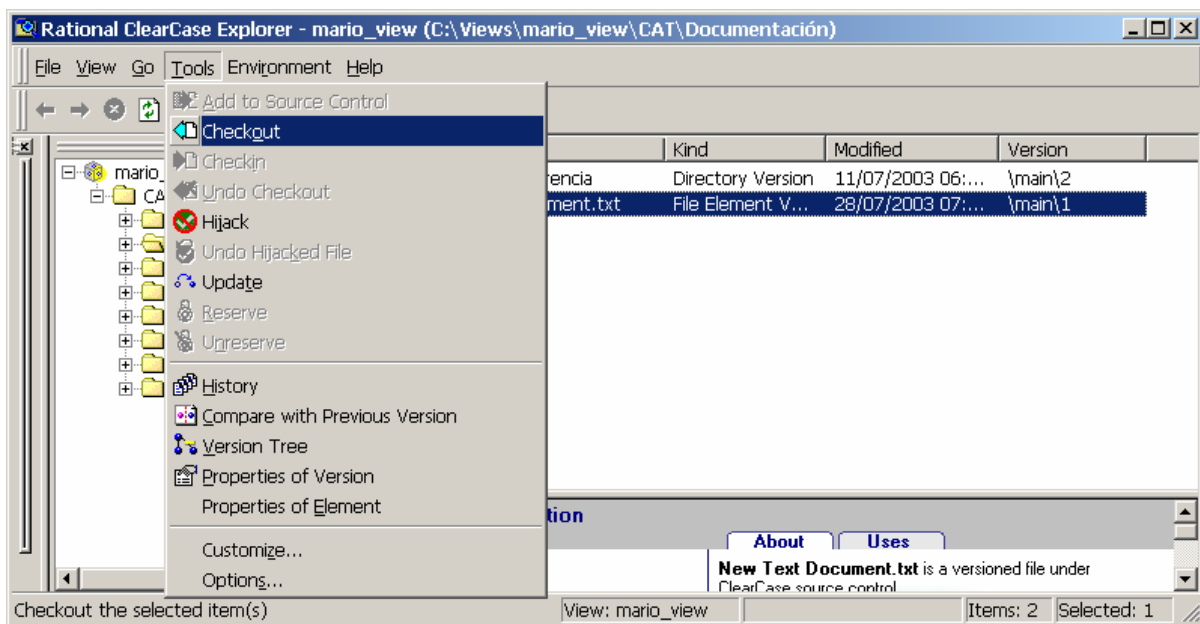 Rational ClearCase Explorer - mario_view (C:\Views\mario_view\CAT\Documentación)
File View Go Tools Environment Help
Add to Source Control
Checkout
Checkin
Undo Checkout
Hijack
Undo Hijacked File
Update
Reserve
Unreserve
History
Compare with Previous Version
Version Tree
Properties of Version
Properties of Element
Customize...
Options...
mario_
CA
Kind Modified Version
rencia Directory Version 11/07/2003 06:... \main\2
ment.txt File Element V... 28/07/2003 07:... \main\1
tion
About Uses
New Text Document.txt is a versioned file under
ClearCase source control
Checkout the selected item(s) View: mario_view Items: 2 Selected: 1